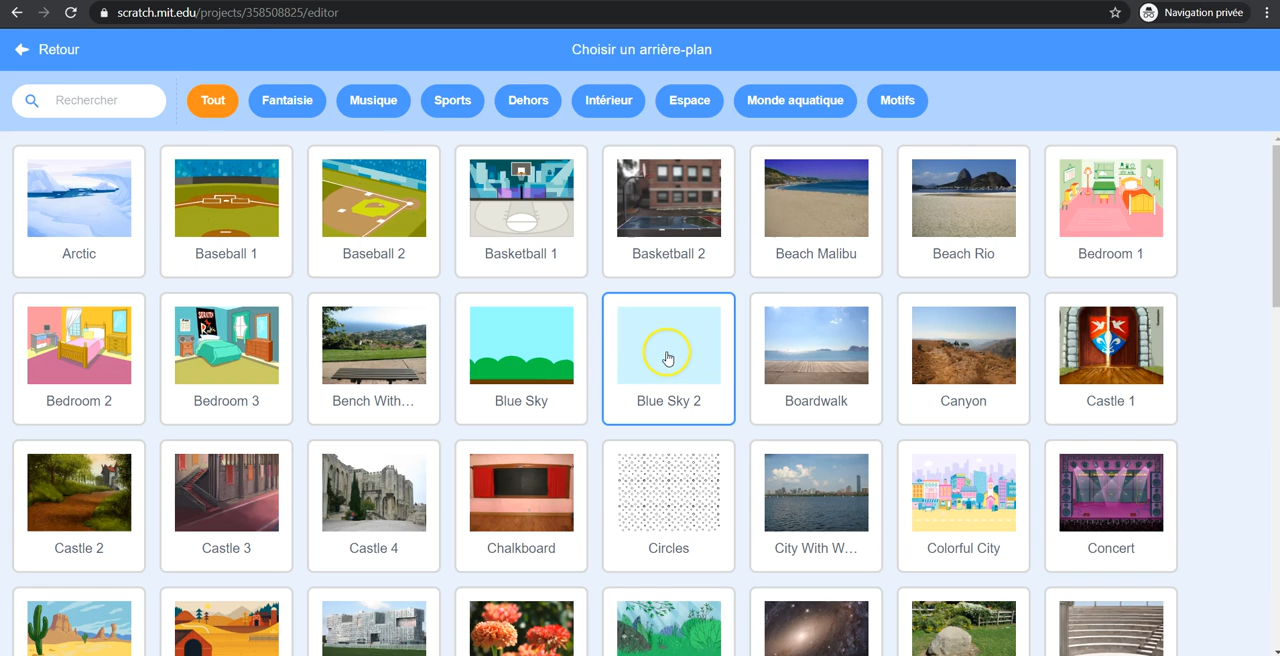 scratch.mit.edu/projects/358508825/editor
Navigation privée
Retour
Choisir un arrière-plan
Rechercher
Tout
Fantaisie
Musique
Sports
Dehors
Intérieur
Espace
Monde aquatique
Motifs
Arctic
Baseball 1
Baseball 2
Basketball 1
Basketball 2
Beach Malibu
Beach Rio
Bedroom 1
Bedroom 2
Bedroom 3
Bench With...
Blue Sky
Blue Sky 2
Boardwalk
Canyon
Castle 1
Castle 2
Castle 3
Castle 4
Chalkboard
Circles
City With W...
Colorful City
Concert